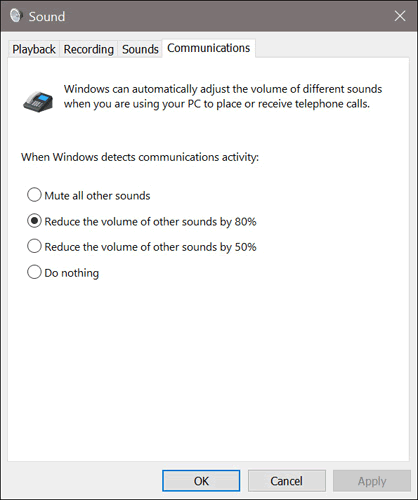 Sound
Playback Recording Sounds Communications
Windows can automatically adjust the volume of different sounds
when you are using your PC to place or receive telephone calls.
When Windows detects communications activity:
Mute all other sounds
Reduce the volume of other sounds by 80%
Reduce the volume of other sounds by 50%
Do nothing
OK Cancel Apply